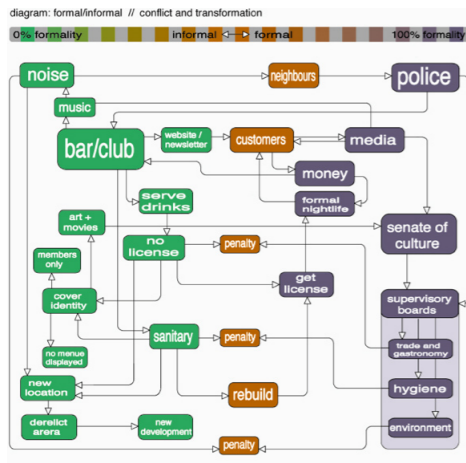 diagram: formal/informal // conflict and transformation
0% formality
informal
formal
100% formality
noise
neighbours
police
music
bar/club
website /
newsletter
customers
media
money
serve
drinks
formal
nightlife
art +
movies
no
license
penalty
senate of
culture
members
only
get
license
cover
identity
supervisory
boards
no menue
displayed
sanitary
penalty
trade and
gastronomy
new
location
rebuild
hygiene
derelict
arera
new
development
environment
penalty